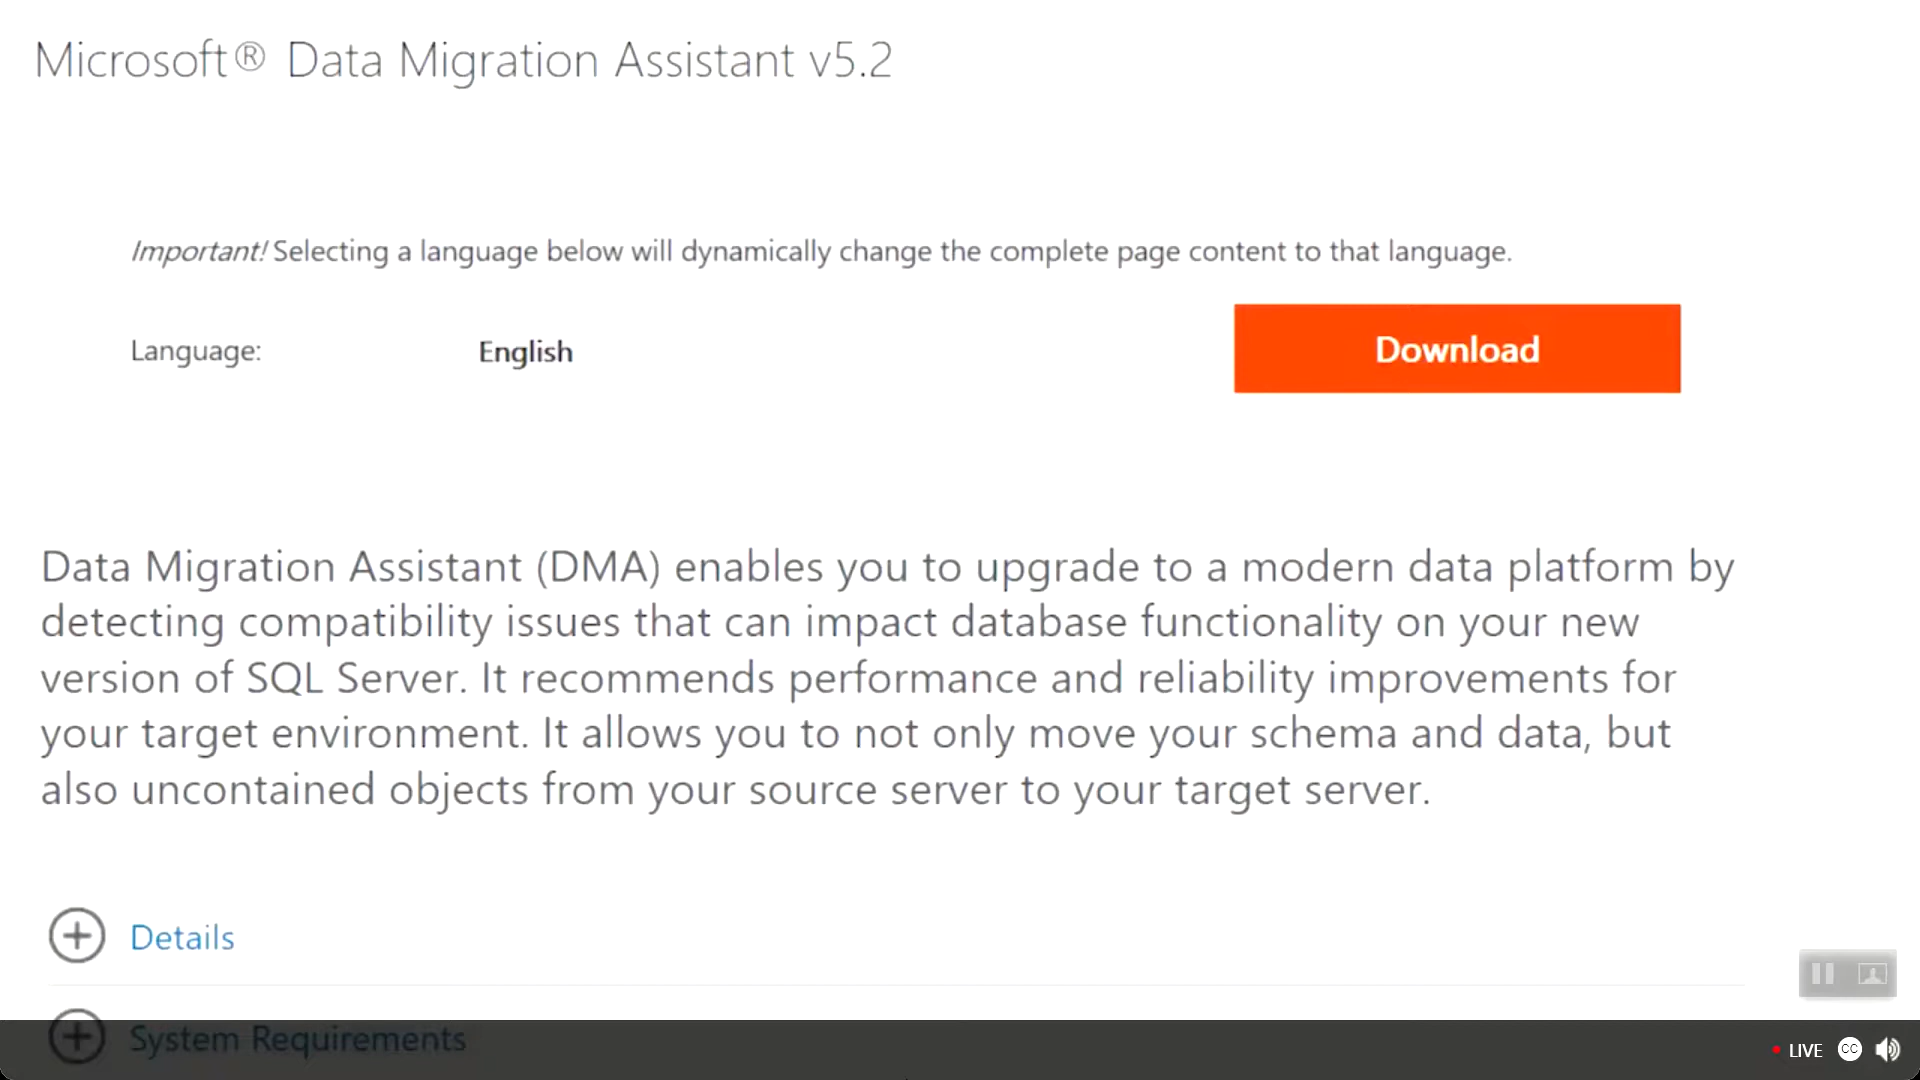 Microsoft® Data Migration Assistant v5.2
Important! Selecting a language below will dynamically change the complete page content to that language.
Language: English Download
Data Migration Assistant (DMA) enables you to upgrade to a modern data platform by
detecting compatibility issues that can impact database functionality on your new
version of SQL Server. It recommends performance and reliability improvements for
your target environment. It allows you to not only move your schema and data, but
also uncontained objects from your source server to your target server.
Details
System Requirements
LIVE CC